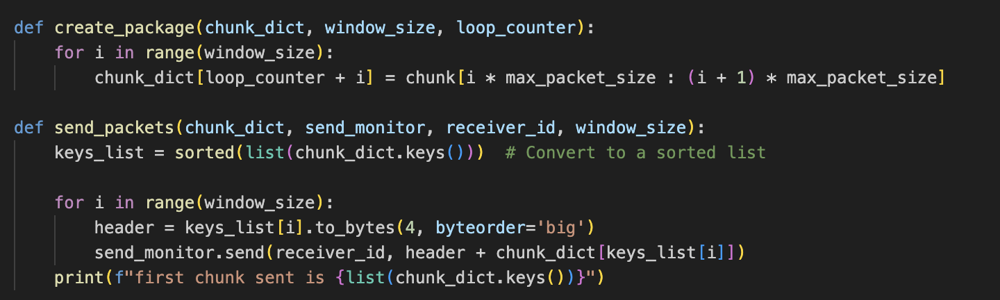 def create_package(chunk_dict, window_size, loop_counter):
    for i in range(window_size):
        chunk_dict[loop_counter + i] = chunk[i * max_packet_size : (i + 1) * max_packet_size]

def send_packets(chunk_dict, send_monitor, receiver_id, window_size):
    keys_list = sorted(list(chunk_dict.keys()))  # Convert to a sorted list

    for i in range(window_size):
        header = keys_list[i].to_bytes(4, byteorder='big')
        send_monitor.send(receiver_id, header + chunk_dict[keys_list[i]])
    print(f"first chunk sent is {list(chunk_dict.keys())}")